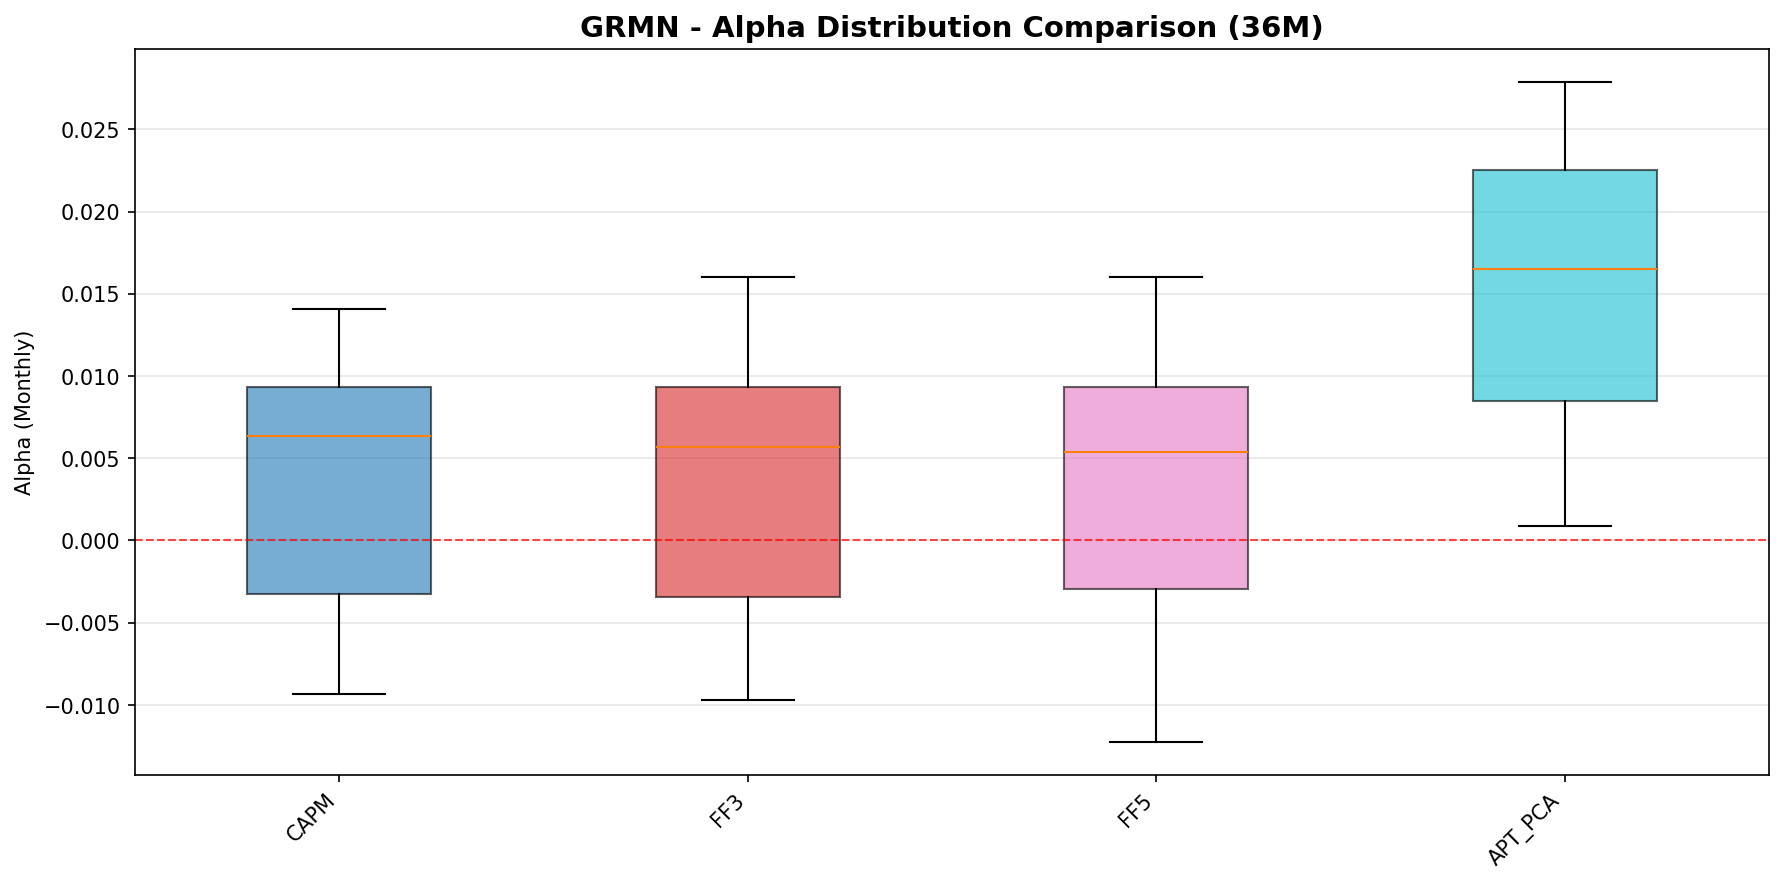 GRMN - Alpha Distribution Comparison (36M)
Alpha (Monthly)
0.025
0.020
0.015
0.010
0.005
0.000
−0.005
−0.010
CAPM
FF3
FF5
APT_PCA